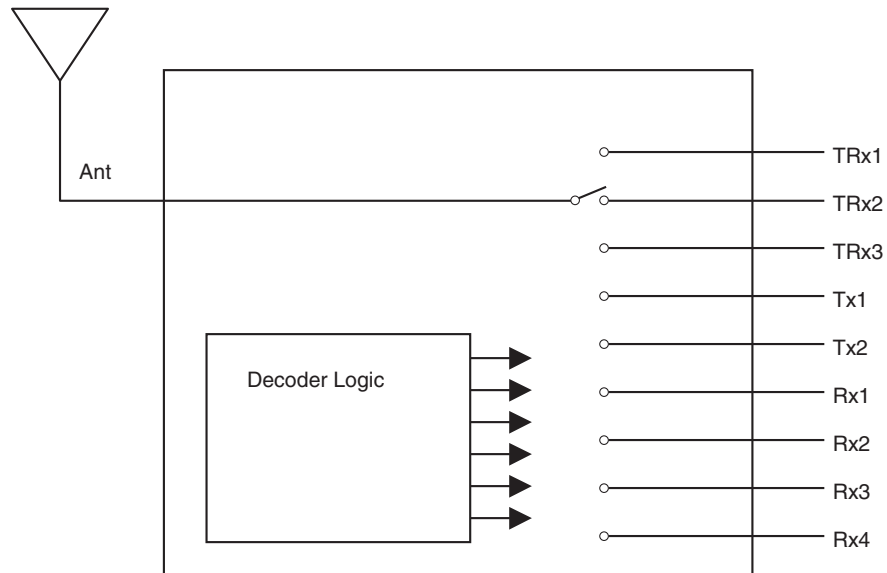 Ant
TRx1
TRx2
TRx3
Tx1
Tx2
Decoder Logic
Rx1
Rx2
Rx3
Rx4